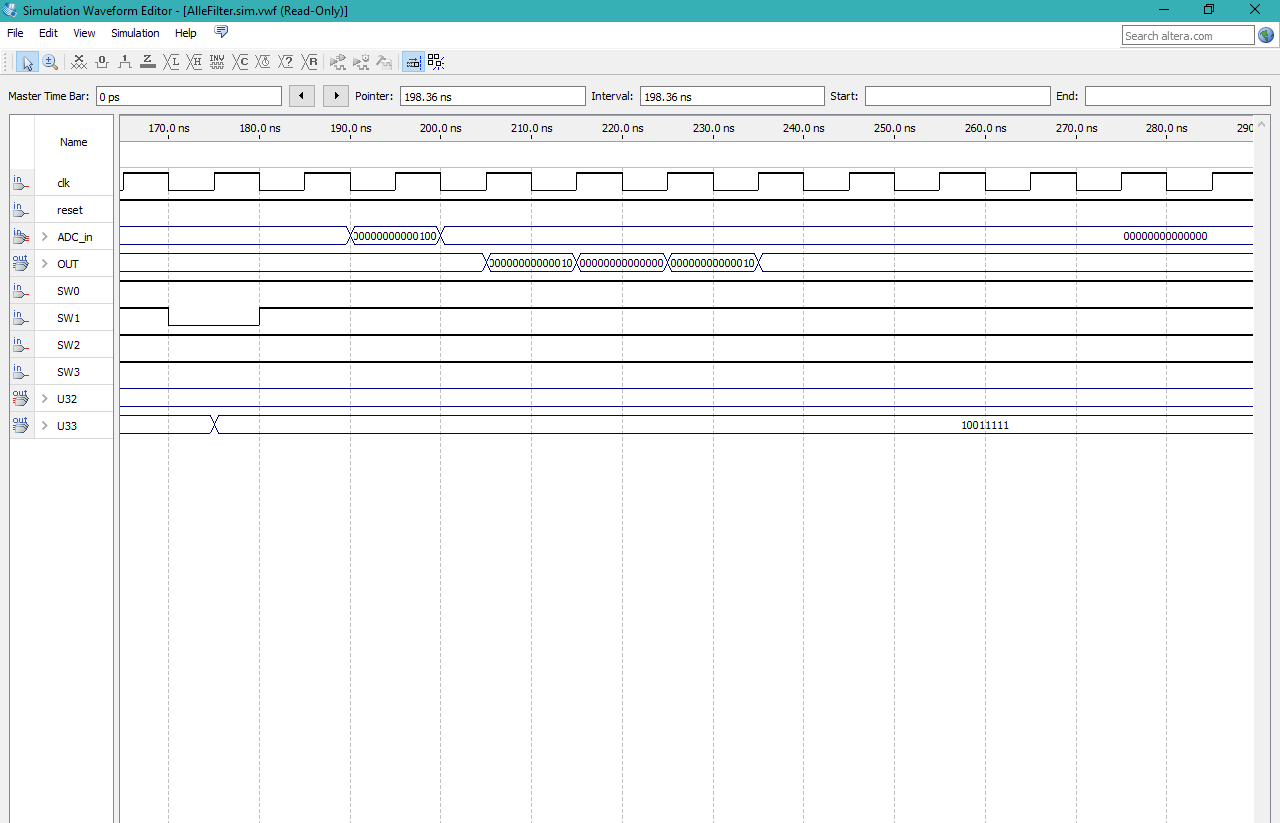 Simulation Waveform Editor - [AlleFilter.sim.vwf (Read-Only)]
File Edit View Simulation Help
Search altera.com
Master Time Bar: 0 ps Pointer: 198.36 ns Interval: 198.36 ns Start: End:
Name
170.0 ns 180.0 ns 190.0 ns 200.0 ns 210.0 ns 220.0 ns 230.0 ns 240.0 ns 250.0 ns 260.0 ns 270.0 ns 280.0 ns 290
in clk
in reset
in ADC_in 00000000000100 00000000000000
out OUT 00000000000010 00000000000000 00000000000010
in SW0
in SW1
in SW2
in SW3
out U32
out U33 10011111